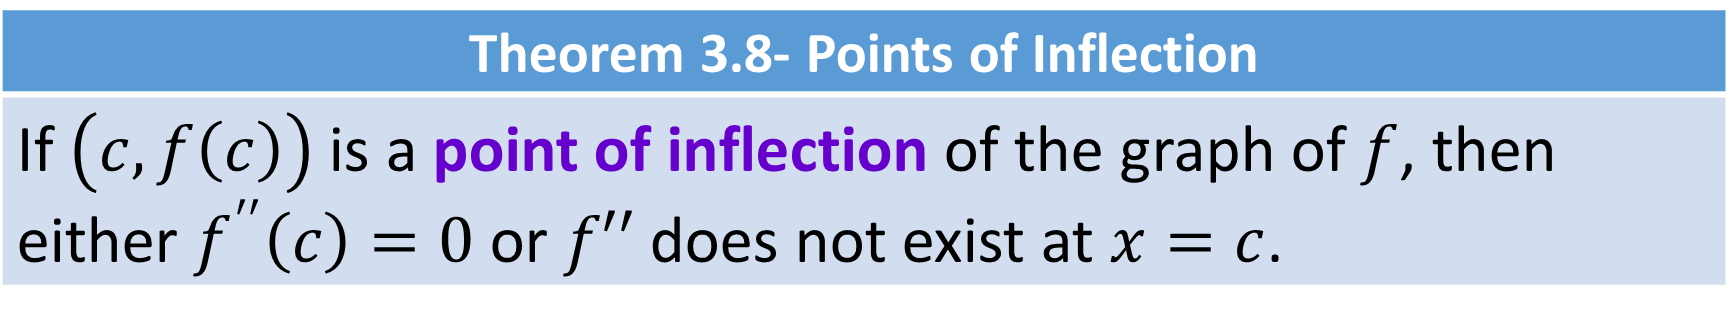 Theorem 3.8- Points of Inflection
If (c, f(c)) is a point of inflection of the graph of f, then
either f″(c) = 0 or f″ does not exist at x = c.